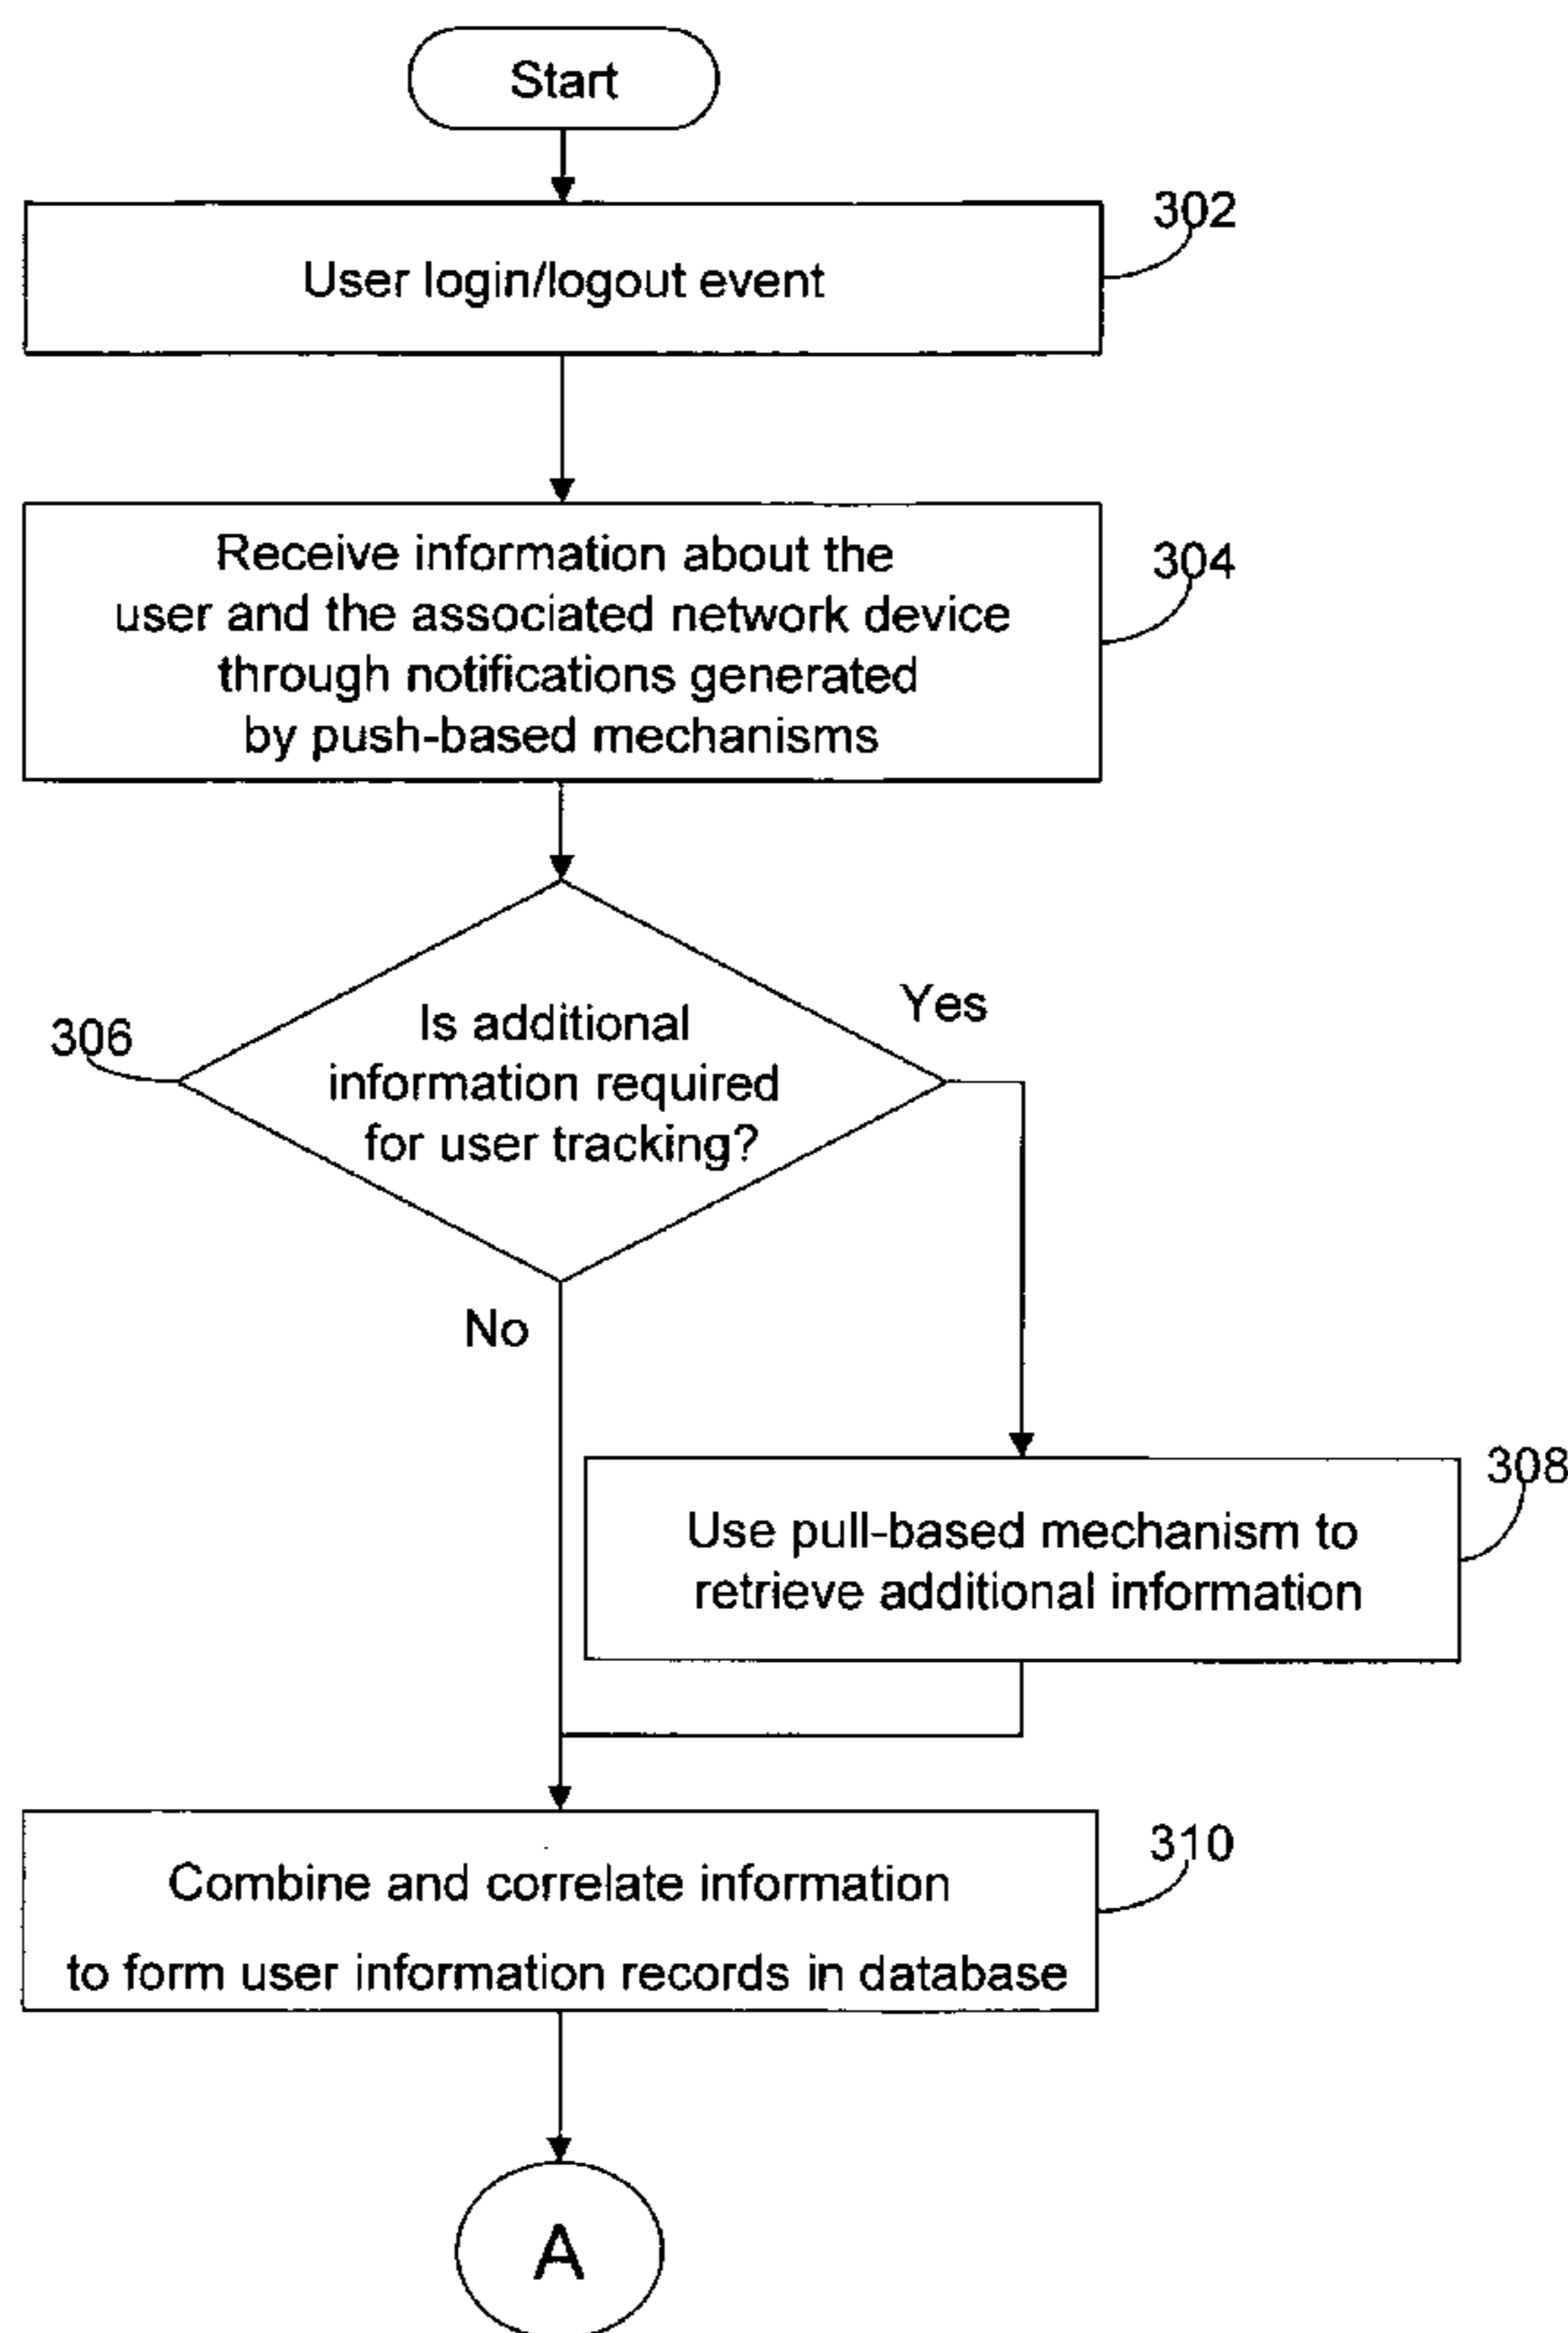 Start
302
User login/logout event
304
Receive information about the
user and the associated network device
through notifications generated
by push-based mechanisms
306
Is additional
information required
for user tracking?
Yes
No
308
Use pull-based mechanism to
retrieve additional information
310
Combine and correlate information
to form user information records in database
A